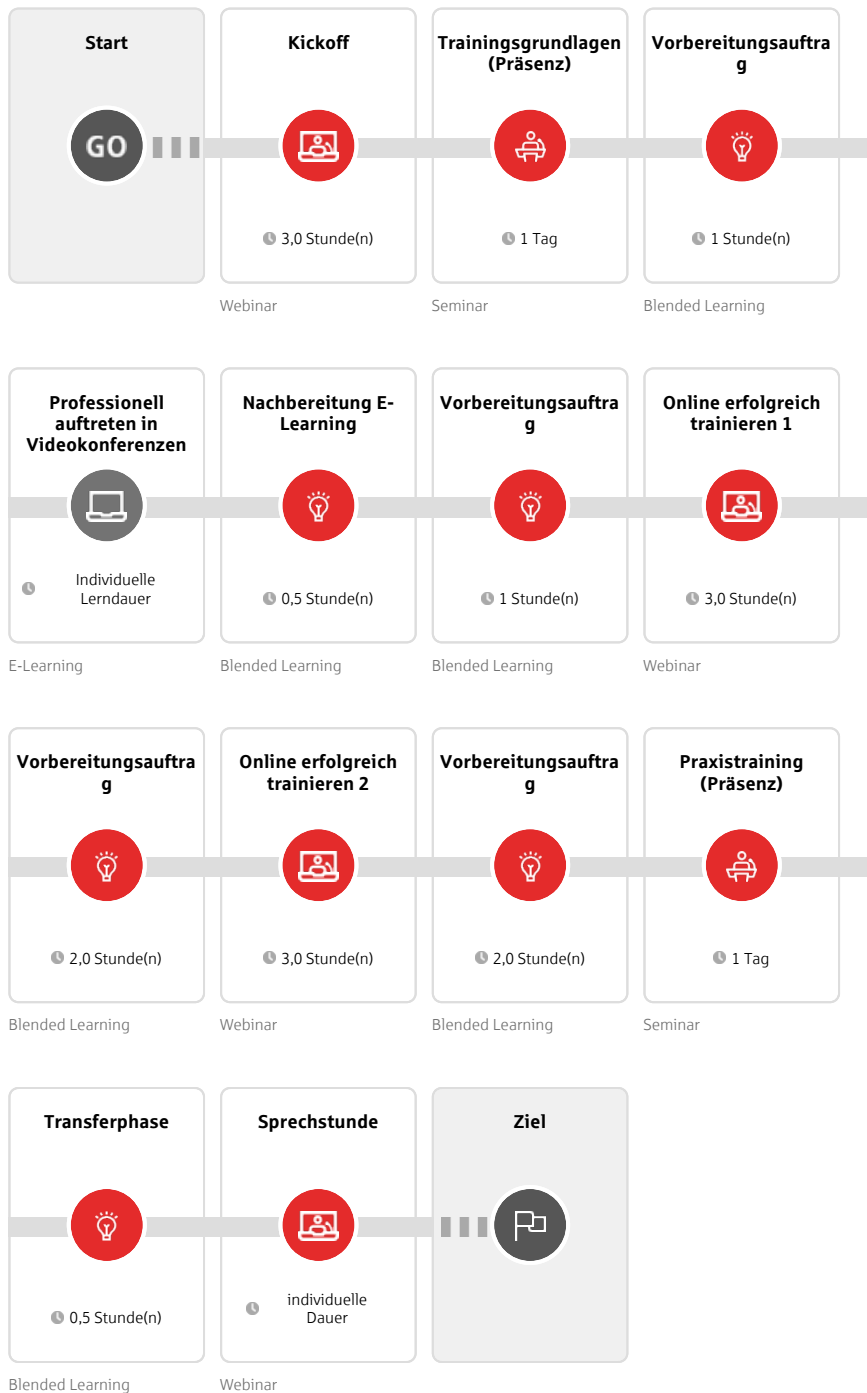 Start
GO
Kickoff
3,0 Stunde(n)
Webinar
Trainingsgrundlagen
(Präsenz)
1 Tag
Seminar
Vorbereitungsauftra
g
1 Stunde(n)
Blended Learning
Professionell
auftreten in
Videokonferenzen
Individuelle
Lerndauer
E-Learning
Nachbereitung E-
Learning
0,5 Stunde(n)
Blended Learning
Vorbereitungsauftra
g
1 Stunde(n)
Blended Learning
Online erfolgreich
trainieren 1
3,0 Stunde(n)
Webinar
Vorbereitungsauftra
g
2,0 Stunde(n)
Blended Learning
Online erfolgreich
trainieren 2
3,0 Stunde(n)
Webinar
Vorbereitungsauftra
g
2,0 Stunde(n)
Blended Learning
Praxistraining
(Präsenz)
1 Tag
Seminar
Transferphase
0,5 Stunde(n)
Blended Learning
Sprechstunde
individuelle
Dauer
Webinar
Ziel